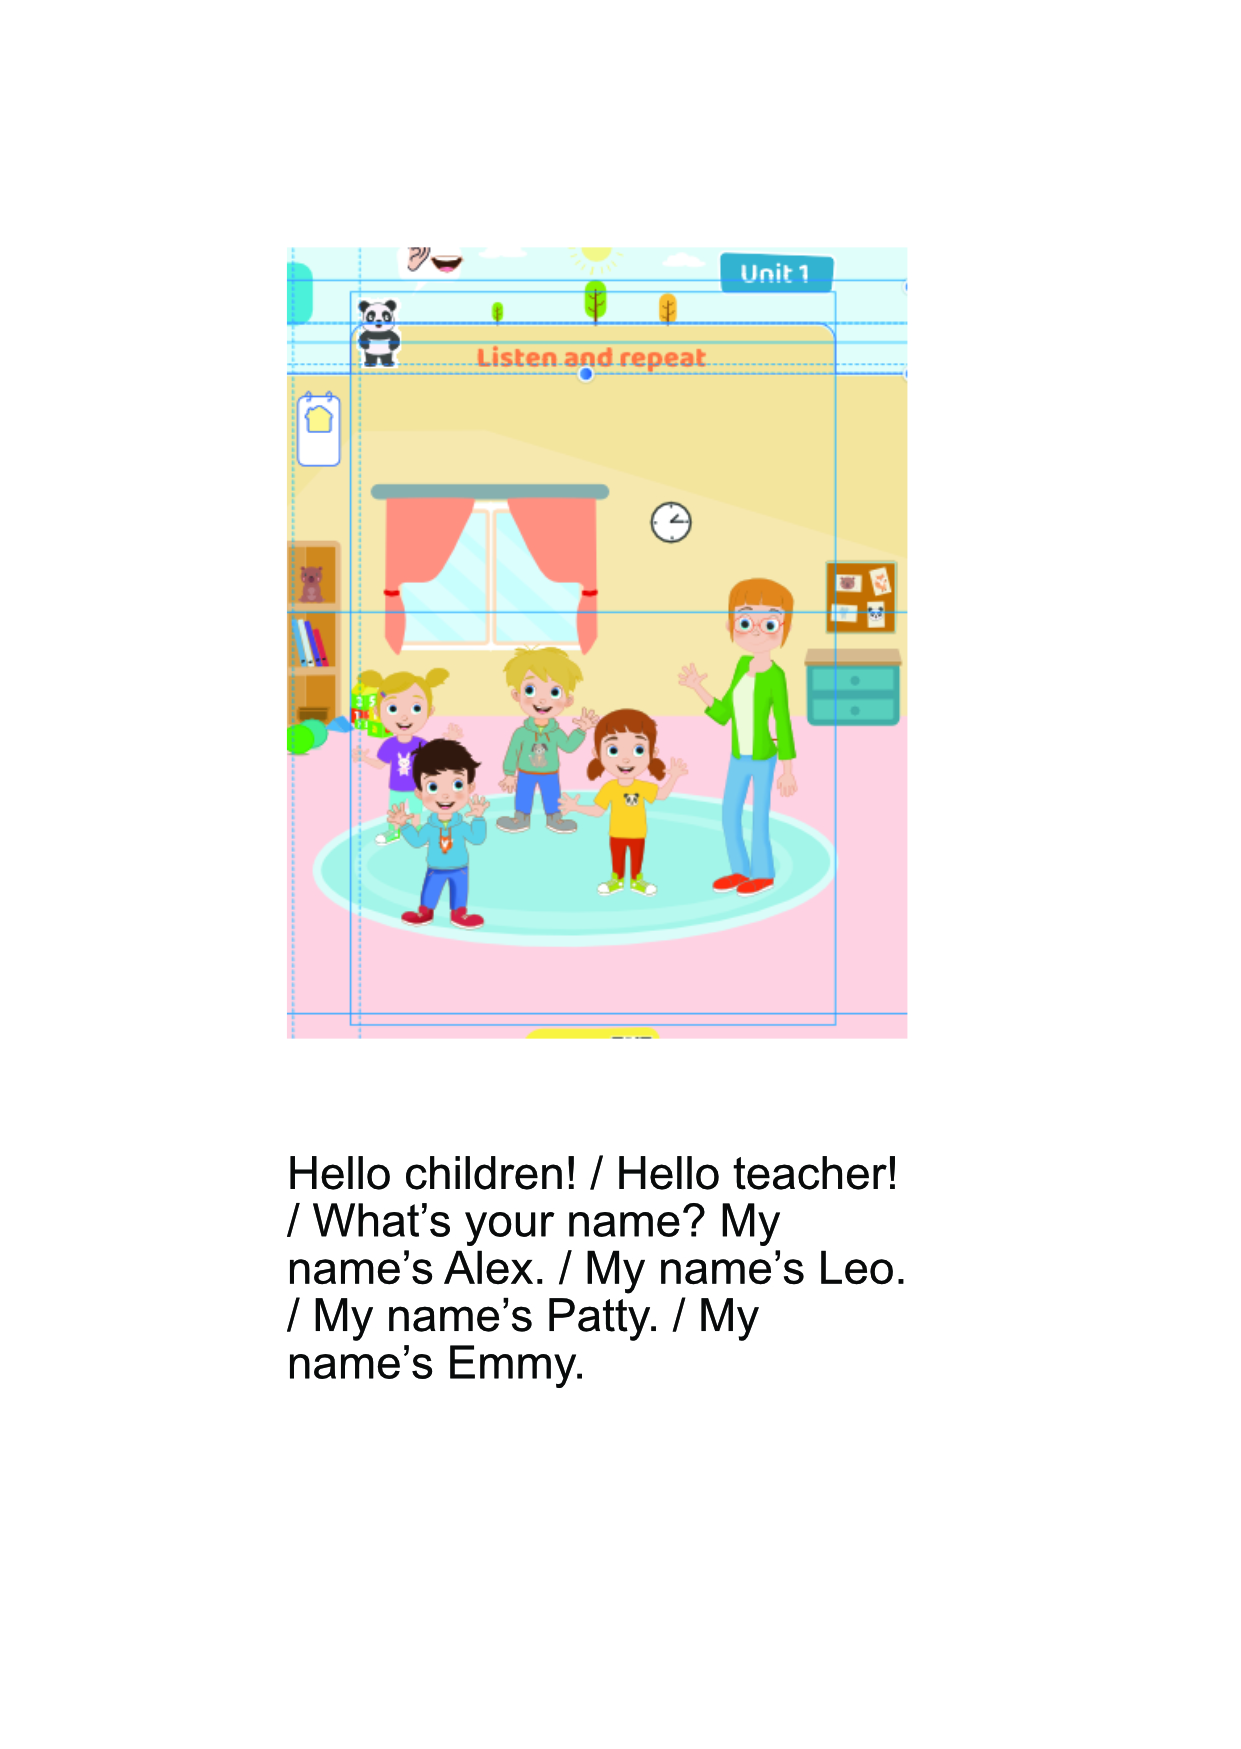 Unit 1
Listen and repeat
Hello children! / Hello teacher!
/ What’s your name? My
name’s Alex. / My name’s Leo.
/ My name’s Patty. / My
name’s Emmy.